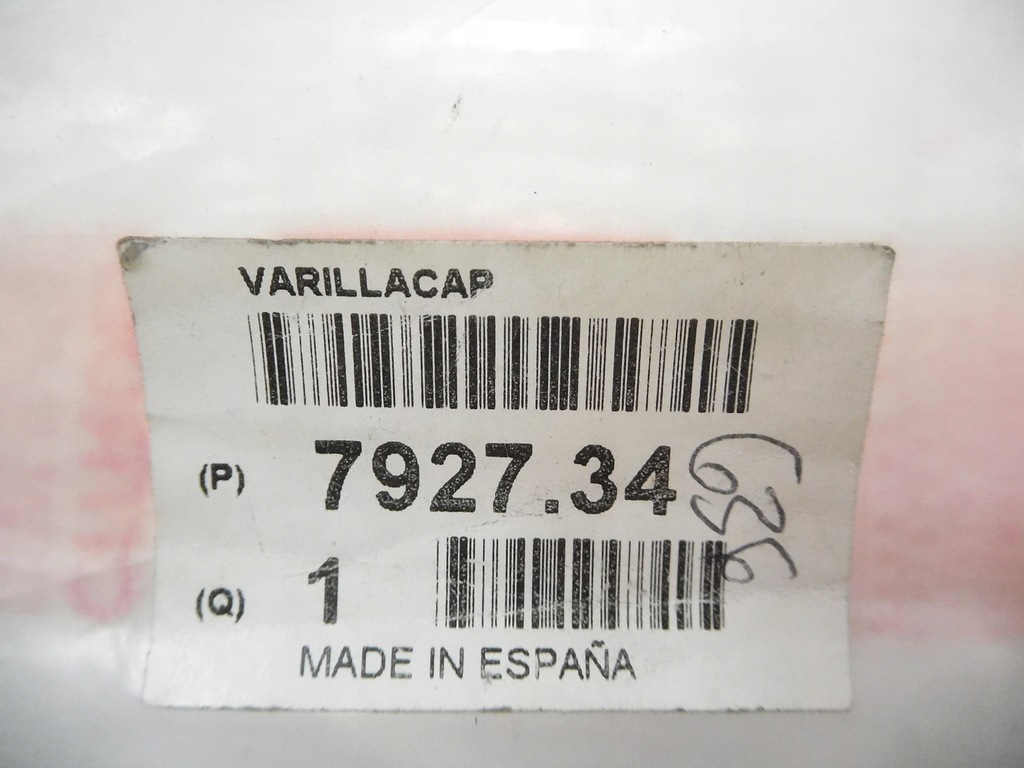 VARILLACAP
(P) 7927.34
(Q) 1
MADE IN ESPAÑA